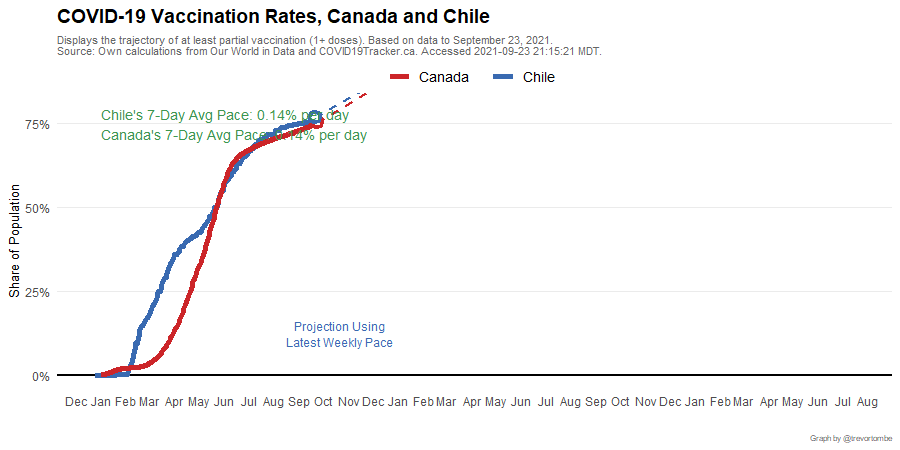 COVID-19 Vaccination Rates, Canada and Chile
Displays the trajectory of at least partial vaccination (1+ doses). Based on data to September 23, 2021.
Source: Own calculations from Our World in Data and COVID19Tracker.ca. Accessed 2021-09-23 21:15:21 MDT.
Canada Chile
Chile's 7-Day Avg Pace: 0.14% per day
Canada's 7-Day Avg Pace: 0.14% per day
75%
50%
25%
0%
Share of Population
Projection Using
Latest Weekly Pace
Dec Jan Feb Mar Apr May Jun Jul Aug Sep Oct Nov Dec Jan Feb Mar Apr May Jun Jul Aug Sep Oct Nov Dec Jan Feb Mar Apr May Jun Jul Aug
Graph by @trevortombe